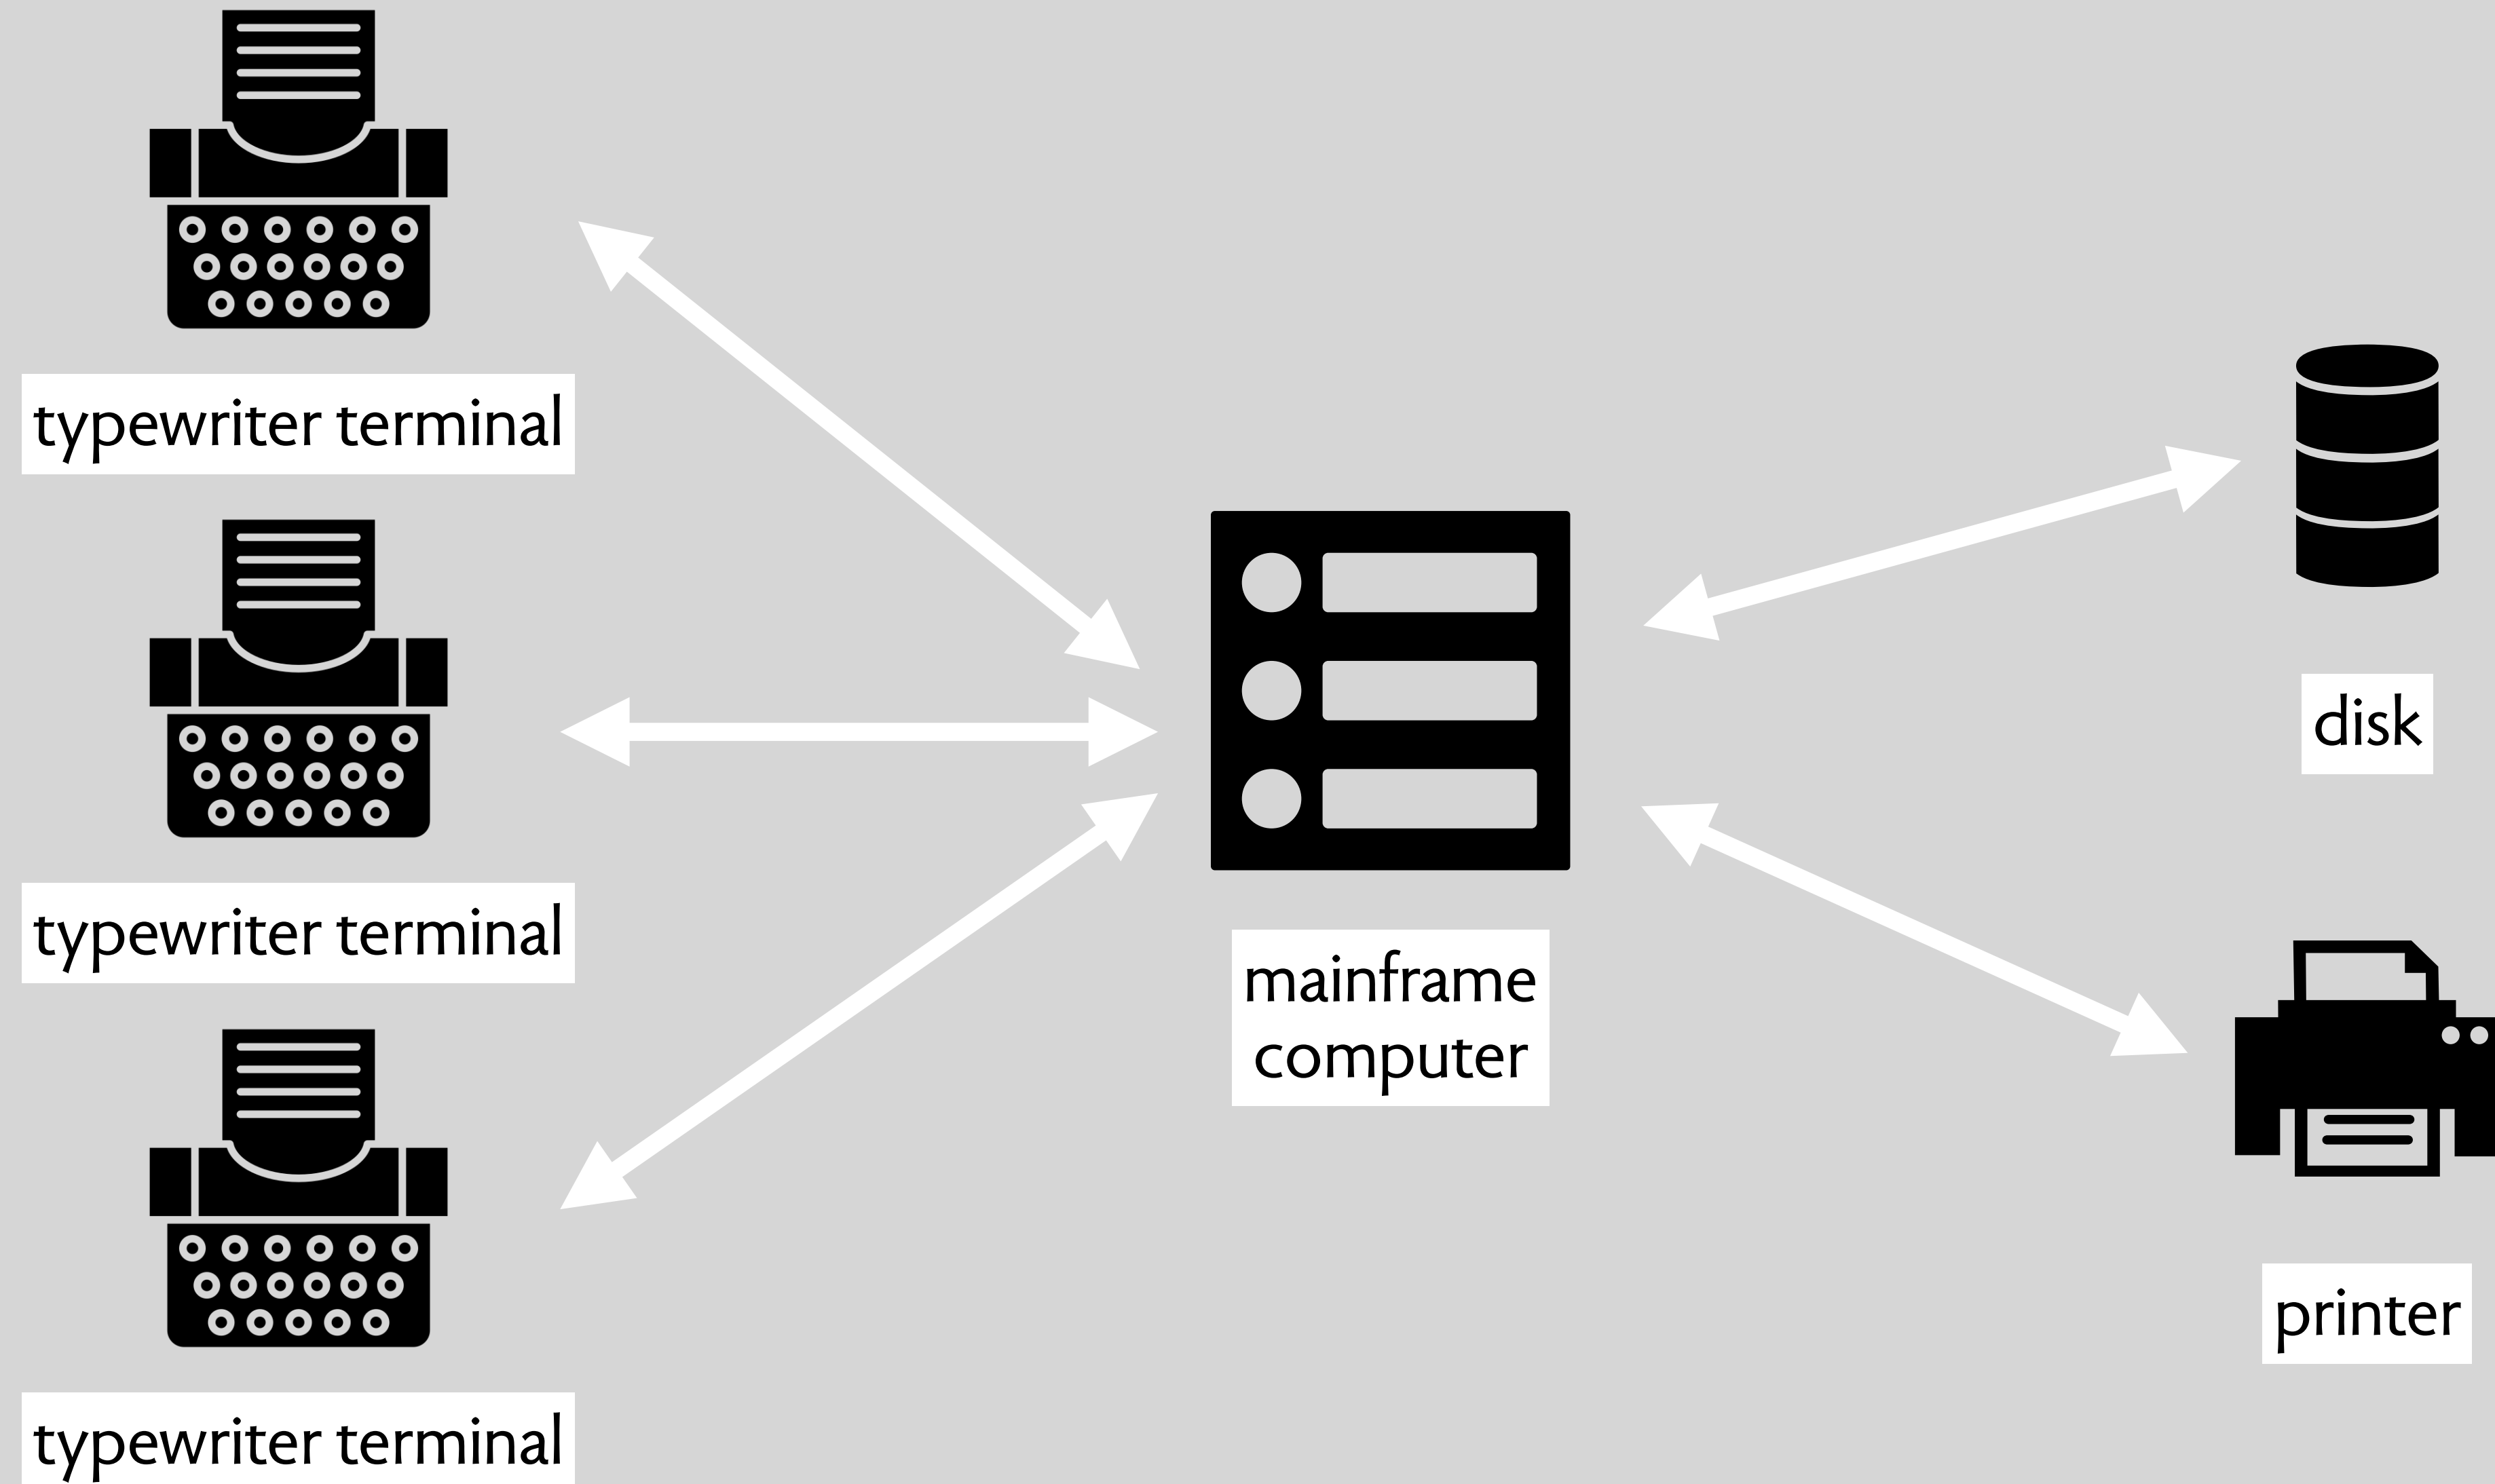 typewriter terminal
typewriter terminal
typewriter terminal
mainframe
computer
disk
printer